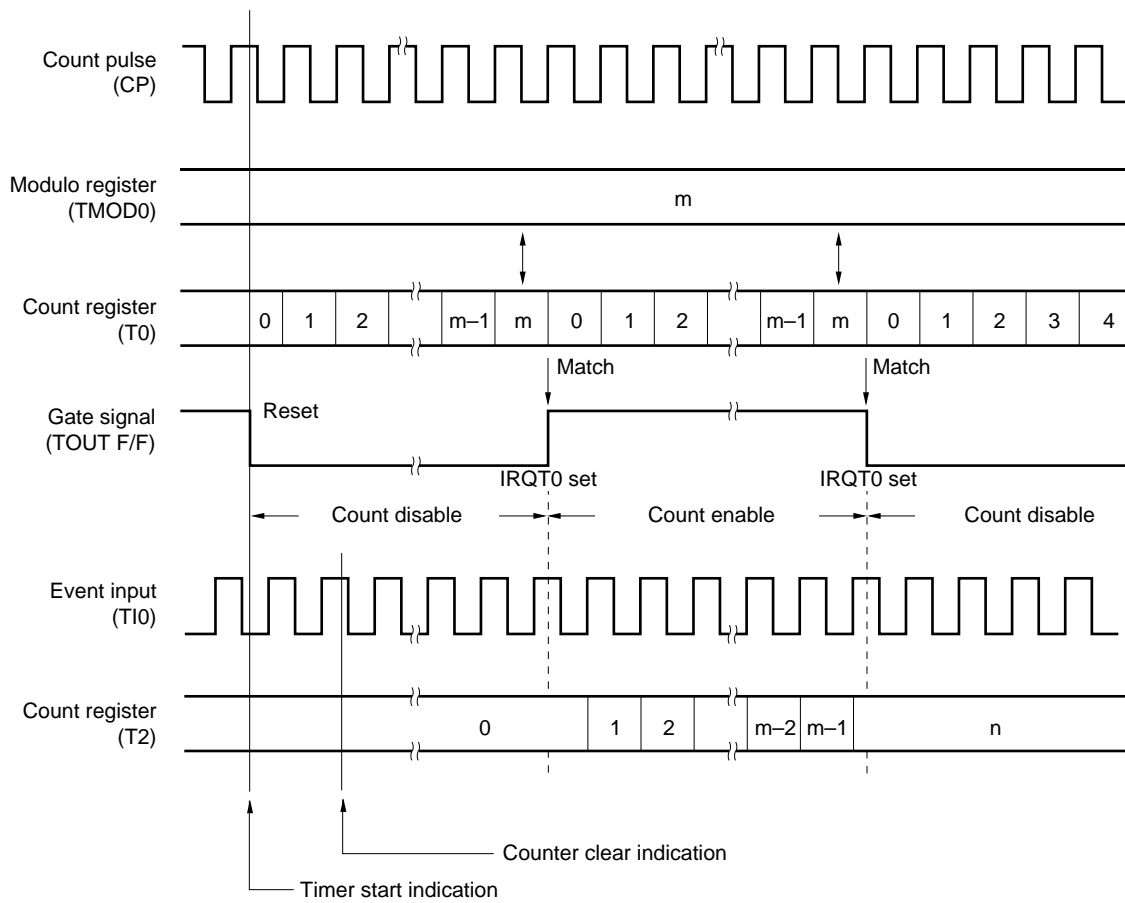 Count pulse
(CP)
Modulo register
(TMOD0)
m
Count register
(T0)
0 1 2 m–1 m 0 1 2 m–1 m 0 1 2 3 4
Match Match
Gate signal
(TOUT F/F)
Reset
IRQT0 set IRQT0 set
Count disable Count enable Count disable
Event input
(TI0)
Count register
(T2)
0 1 2 m–2 m–1 n
Counter clear indication
Timer start indication